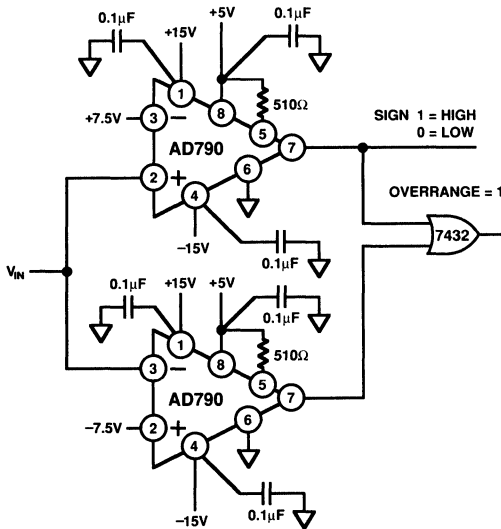 0.1µF
+15V
+5V
0.1µF
1
8
510Ω
5
SIGN 1 = HIGH
0 = LOW
+7.5V
3
−
AD790
7
2
+
6
4
OVERRANGE = 1
7432
−15V
0.1µF
VIN
0.1µF
+15V
+5V
0.1µF
1
8
510Ω
3
−
5
AD790
7
−7.5V
2
+
6
4
0.1µF
−15V